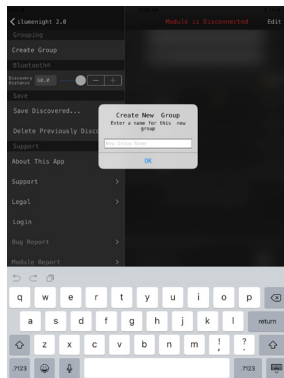 ilumenight 2.0
Module is Disconnected
Edit
Grouping
Create Group
Bluetooth®
Discovery
Distance
60.0
Save
Save Discovered...
Delete Previously Disco
Create New Group
Enter a name for this new
group
New Group Name
OK
Support
About This App
Support
Legal
Login
Bug Report
Module Report
q w e r t y u i o p
a s d f g h j k l return
z x c v b n m ! , ? .
.?123 .?123